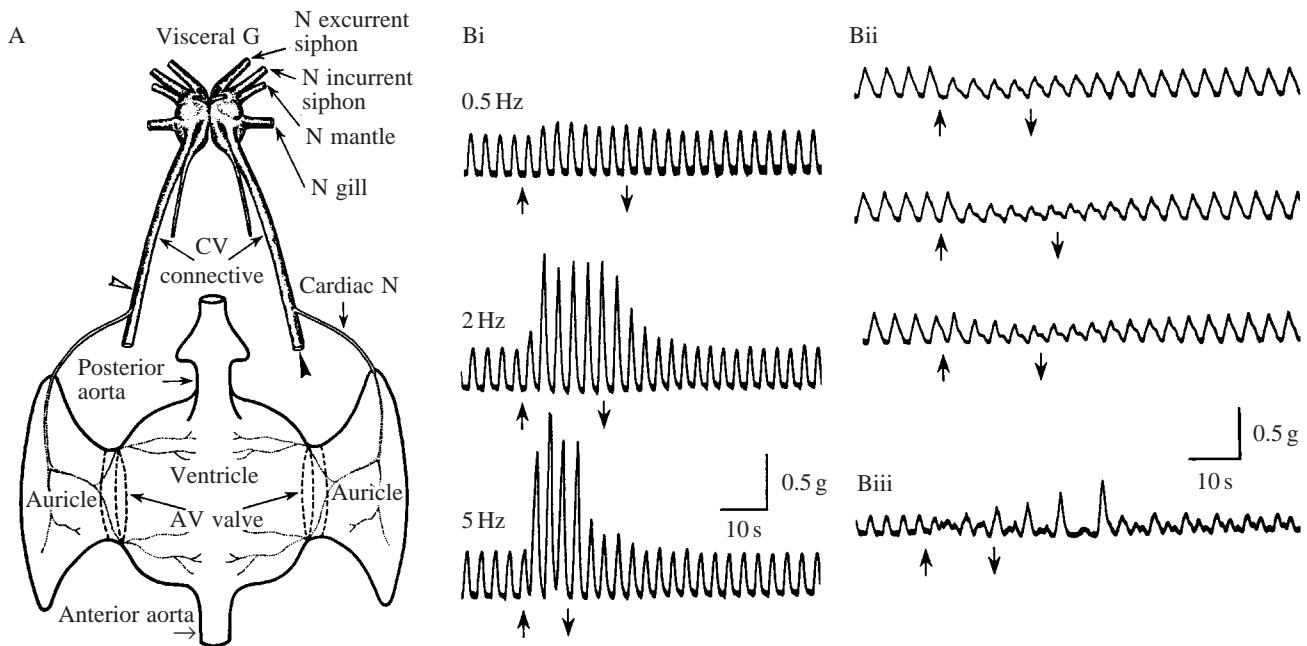 A
Visceral G
N excurrent
siphon
N incurrent
siphon
N mantle
N gill
CV
connective
Cardiac N
Posterior
aorta
Ventricle
Auricle
Auricle
AV valve
Anterior aorta
Bi
0.5 Hz
2 Hz
5 Hz
0.5 g
10 s
Bii
0.5 g
10 s
Biii